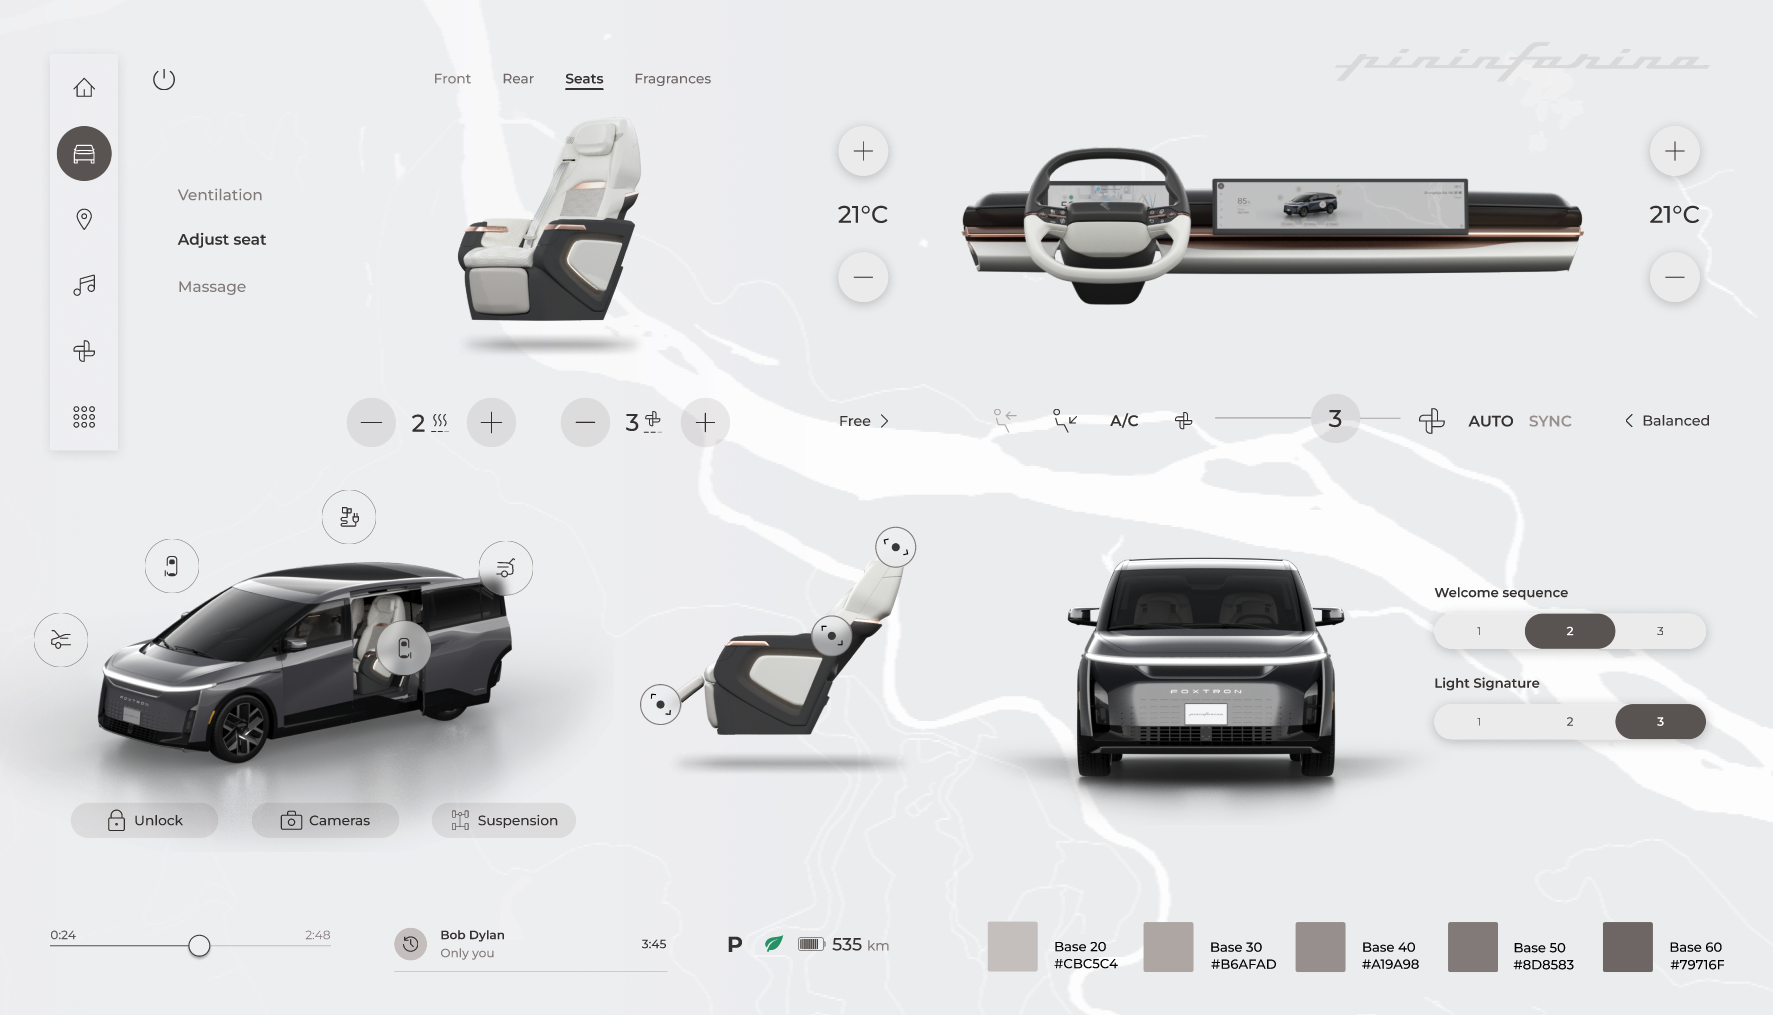 pininfarina
Front Rear Seats Fragrances
Ventilation
Adjust seat
Massage
21°C
21°C
85
2
3
Free
A/C
3
AUTO SYNC
Balanced
FOXTRON
FOXTRON
pininfarina
Welcome sequence
1 2 3
Light Signature
1 2 3
Unlock
Cameras
Suspension
0:24
2:48
Bob Dylan
Only you
3:45
P
535 km
Base 20
#CBC5C4
Base 30
#B6AFAD
Base 40
#A19A98
Base 50
#8D8583
Base 60
#79716F